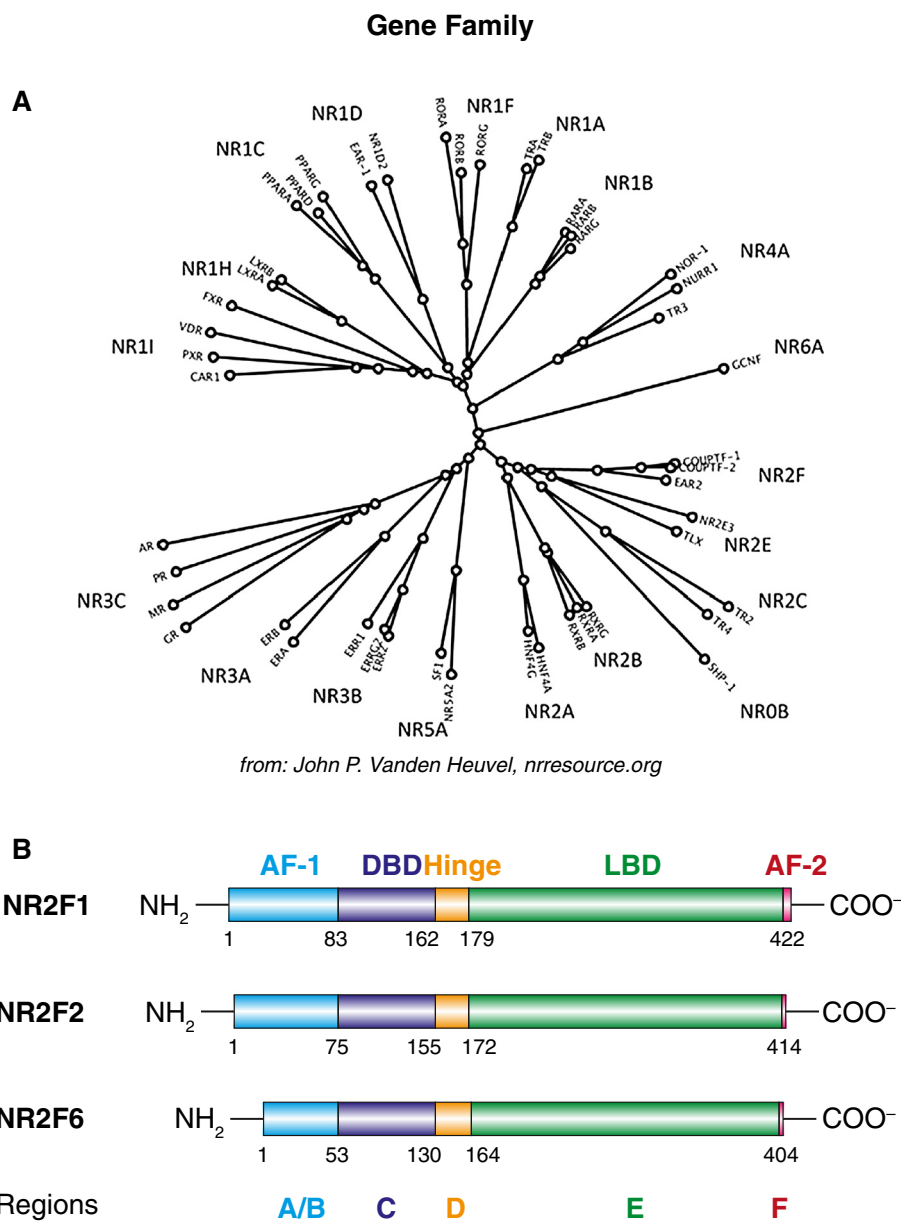 Gene Family
A
NR1D
NR1F
NR1A
NR1C
NR1B
NR1H
NR4A
NR1I
NR6A
NR2F
NR2E
NR2C
NR3C
NR3A
NR3B
NR5A
NR2A
NR2B
NR0B
RORA
RORB
RORG
TRA
TRB
RARA
RARB
RARG
NOR-1
NURR1
TR3
GCNF
COUPTF-1
COUPTF-2
EAR2
NR2E3
TLX
TR2
TR4
SHP-1
RXRG
RXRA
RXRB
HNF4A
HNF4G
NR5A2
SF1
ERR2
ERRG2
ERR1
ERA
ERB
GR
MR
PR
AR
CAR1
PXR
VDR
FXR
LXRA
LXRB
PPARA
PPARD
PPARG
EAR-1
NR1D2
from: John P. Vanden Heuvel, nrresource.org
B
AF-1 DBD Hinge LBD AF-2
NR2F1 NH₂ COO⁻
1 83 162 179 422
NR2F2 NH₂ COO⁻
1 75 155 172 414
NR2F6 NH₂ COO⁻
1 53 130 164 404
Regions A/B C D E F